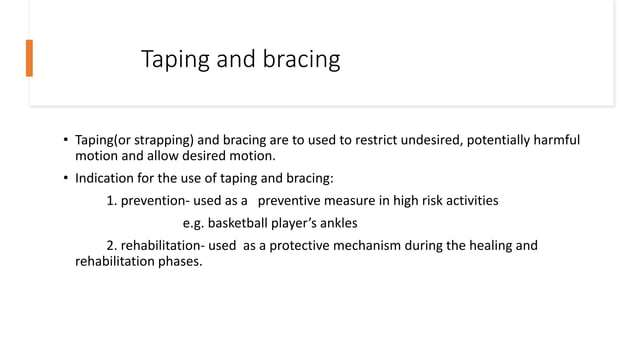 Taping and bracing
• Taping(or strapping) and bracing are to used to restrict undesired, potentially harmful
motion and allow desired motion.
• Indication for the use of taping and bracing:
1. prevention- used as a   preventive measure in high risk activities
e.g. basketball player’s ankles
2. rehabilitation- used  as a protective mechanism during the healing and
rehabilitation phases.